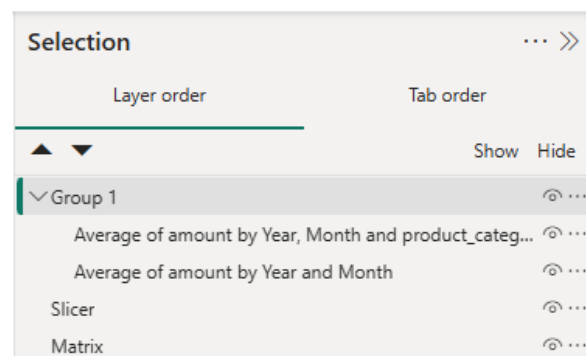 Selection
Layer order Tab order
Show Hide
Group 1
Average of amount by Year, Month and product_categ...
Average of amount by Year and Month
Slicer
Matrix